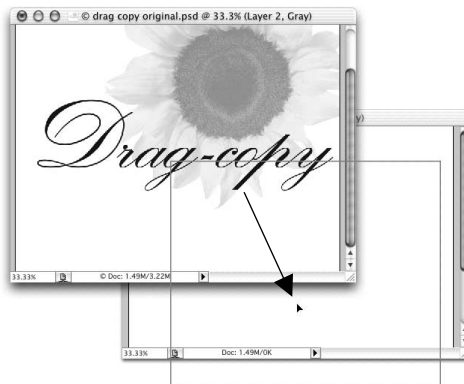 © drag copy original.psd @ 33.3% (Layer 2, Gray)
Drag-copy
y)
33.33% © Doc: 1.49M/3.22M
33.33% Doc: 1.49M/0K